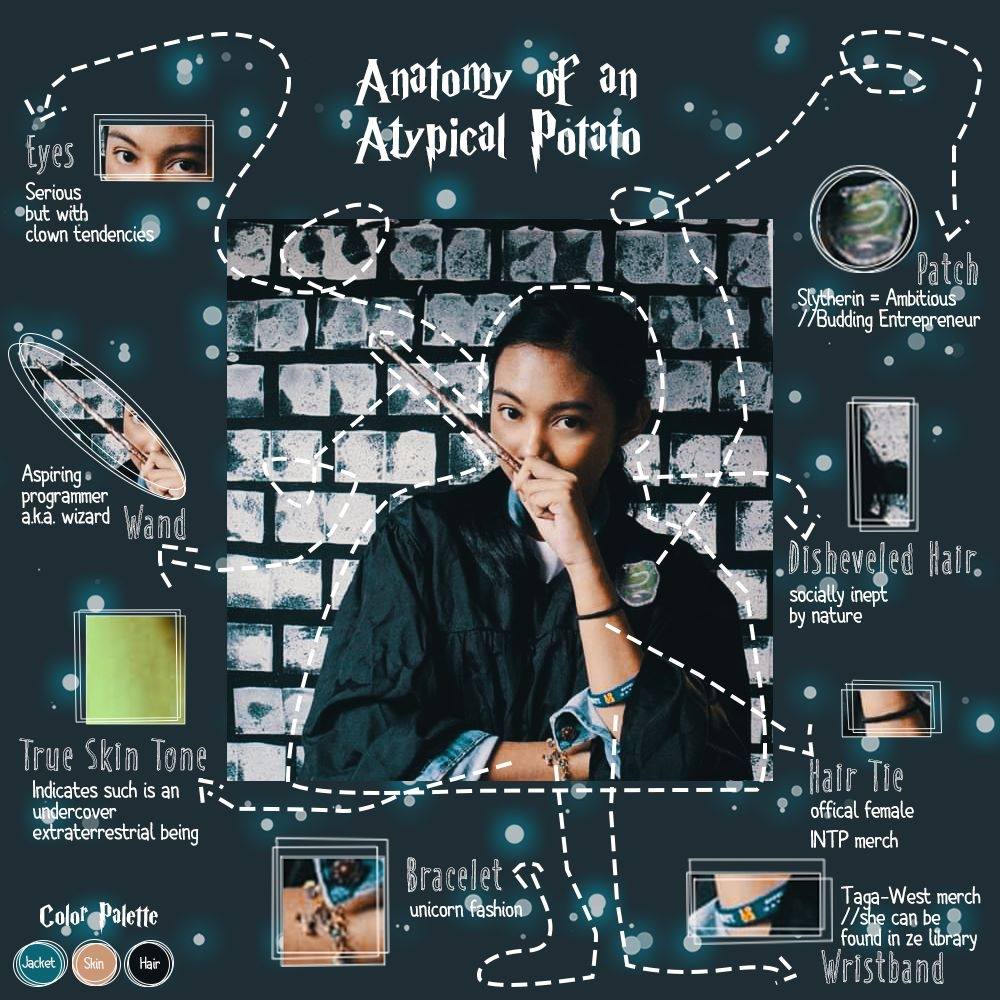 Anatomy of an
Atypical Potato
Eyes
Serious
but with
clown tendencies
Patch
Slytherin = Ambitious
//Budding Entrepreneur
Aspiring
programmer
a.k.a. wizard
Wand
Disheveled Hair
socially inept
by nature
True Skin Tone
Indicates such is an
undercover
extraterrestrial being
Hair Tie
offical female
INTP merch
Bracelet
unicorn fashion
Taga-West merch
//she can be
found in ze library
Wristband
Color Palette
Jacket
Skin
Hair